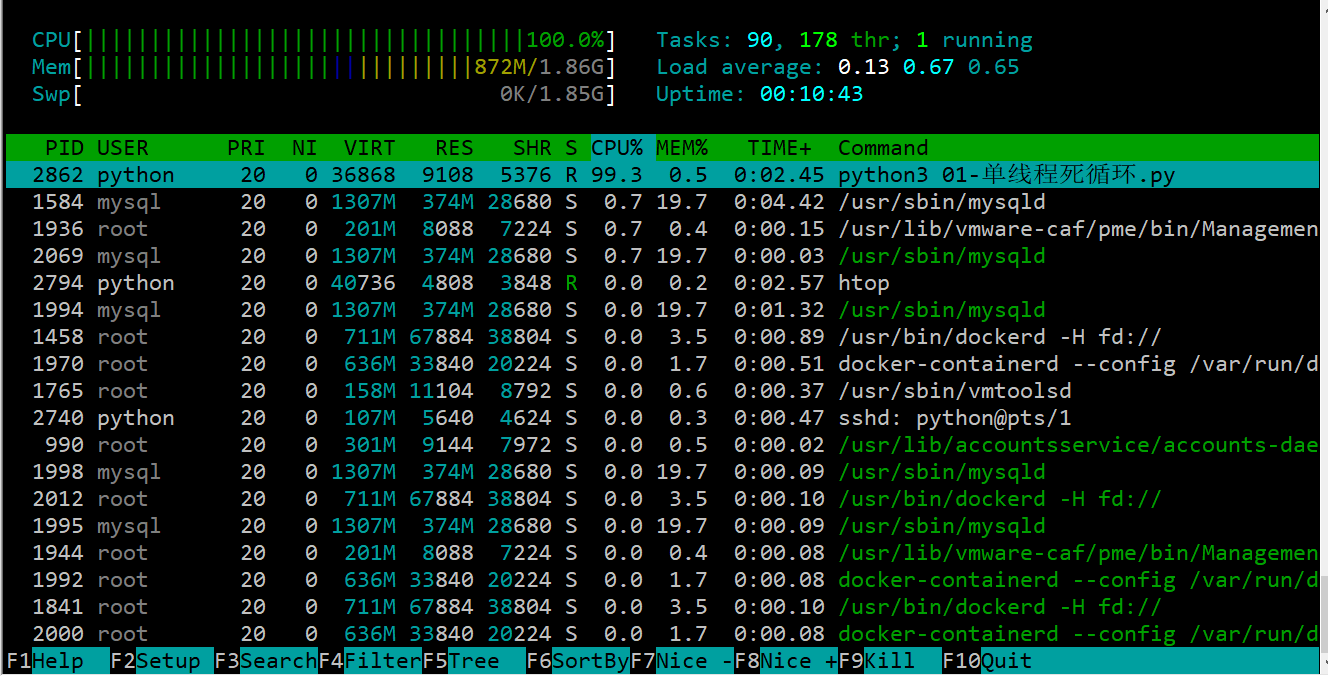 CPU[||||||||||||||||||||||||||||||||||100.0%] Tasks: 90, 178 thr; 1 running
Mem[||||||||||||||||||||||||||||||872M/1.86G] Load average: 0.13 0.67 0.65
Swp[ 0K/1.85G] Uptime: 00:10:43
PID USER PRI NI VIRT RES SHR S CPU% MEM% TIME+ Command
2862 python 20 0 36868 9108 5376 R 99.3 0.5 0:02.45 python3 01-单线程死循环.py
1584 mysql 20 0 1307M 374M 28680 S 0.7 19.7 0:04.42 /usr/sbin/mysqld
1936 root 20 0 201M 8088 7224 S 0.7 0.4 0:00.15 /usr/lib/vmware-caf/pme/bin/Managemen
2069 mysql 20 0 1307M 374M 28680 S 0.7 19.7 0:00.03 /usr/sbin/mysqld
2794 python 20 0 40736 4808 3848 R 0.0 0.2 0:02.57 htop
1994 mysql 20 0 1307M 374M 28680 S 0.0 19.7 0:01.32 /usr/sbin/mysqld
1458 root 20 0 711M 67884 38804 S 0.0 3.5 0:00.89 /usr/bin/dockerd -H fd://
1970 root 20 0 636M 33840 20224 S 0.0 1.7 0:00.51 docker-containerd --config /var/run/d
1765 root 20 0 158M 11104 8792 S 0.0 0.6 0:00.37 /usr/sbin/vmtoolsd
2740 python 20 0 107M 5640 4624 S 0.0 0.3 0:00.47 sshd: python@pts/1
990 root 20 0 301M 9144 7972 S 0.0 0.5 0:00.02 /usr/lib/accountsservice/accounts-dae
1998 mysql 20 0 1307M 374M 28680 S 0.0 19.7 0:00.09 /usr/sbin/mysqld
2012 root 20 0 711M 67884 38804 S 0.0 3.5 0:00.10 /usr/bin/dockerd -H fd://
1995 mysql 20 0 1307M 374M 28680 S 0.0 19.7 0:00.09 /usr/sbin/mysqld
1944 root 20 0 201M 8088 7224 S 0.0 0.4 0:00.08 /usr/lib/vmware-caf/pme/bin/Managemen
1992 root 20 0 636M 33840 20224 S 0.0 1.7 0:00.08 docker-containerd --config /var/run/d
1841 root 20 0 711M 67884 38804 S 0.0 3.5 0:00.10 /usr/bin/dockerd -H fd://
2000 root 20 0 636M 33840 20224 S 0.0 1.7 0:00.08 docker-containerd --config /var/run/d
F1Help F2Setup F3SearchF4FilterF5Tree F6SortByF7Nice -F8Nice +F9Kill F10Quit